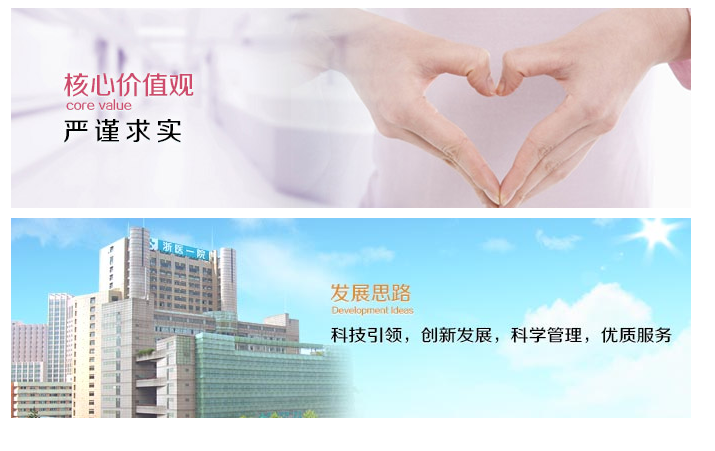 核心价值观
core value
严谨求实
浙医一院
发展思路
Development Ideas
科技引领，创新发展，科学管理，优质服务